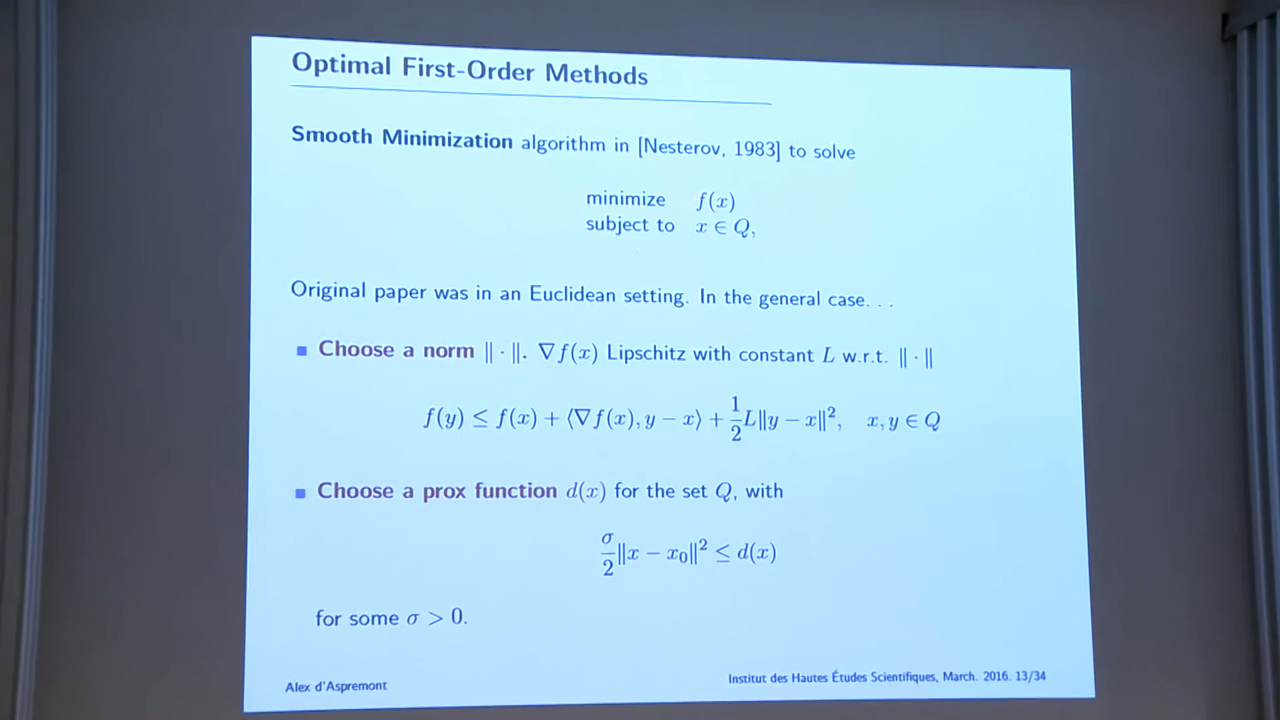 Optimal First-Order Methods
Smooth Minimization algorithm in [Nesterov, 1983] to solve
minimize f(x)
subject to x ∈ Q,
Original paper was in an Euclidean setting. In the general case. . .
Choose a norm ‖ · ‖. ∇f(x) Lipschitz with constant L w.r.t. ‖ · ‖
f(y) ≤ f(x) + ⟨∇f(x), y − x⟩ + 1/2 L‖y − x‖², x, y ∈ Q
Choose a prox function d(x) for the set Q, with
σ/2 ‖x − x₀‖² ≤ d(x)
for some σ > 0.
Alex d'Aspremont
Institut des Hautes Études Scientifiques, March. 2016. 13/34